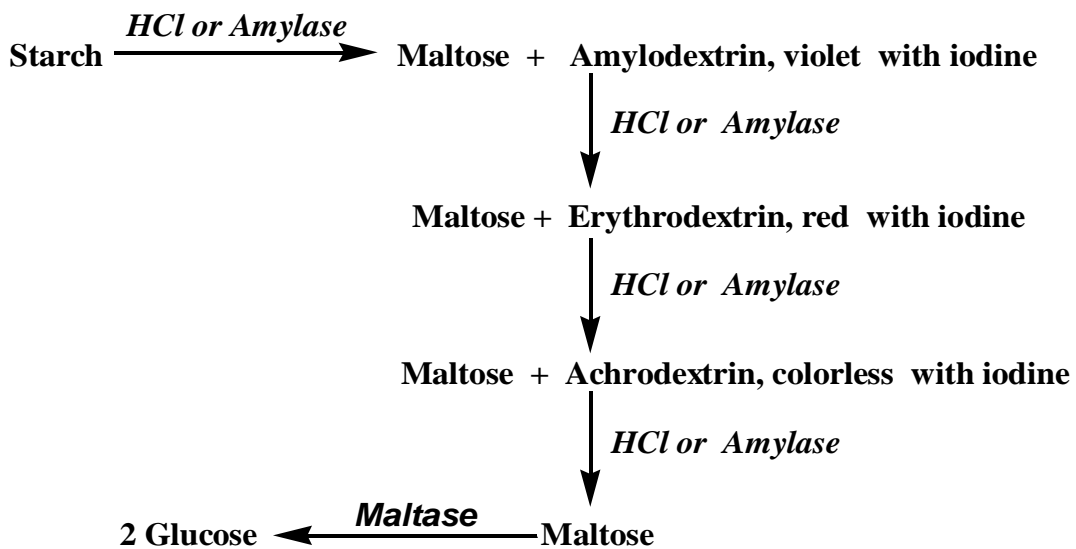 HCl or Amylase
Starch Maltose + Amylodextrin, violet with iodine
HCl or Amylase
Maltose + Erythrodextrin, red with iodine
HCl or Amylase
Maltose + Achrodextrin, colorless with iodine
HCl or Amylase
2 Glucose Maltase Maltose